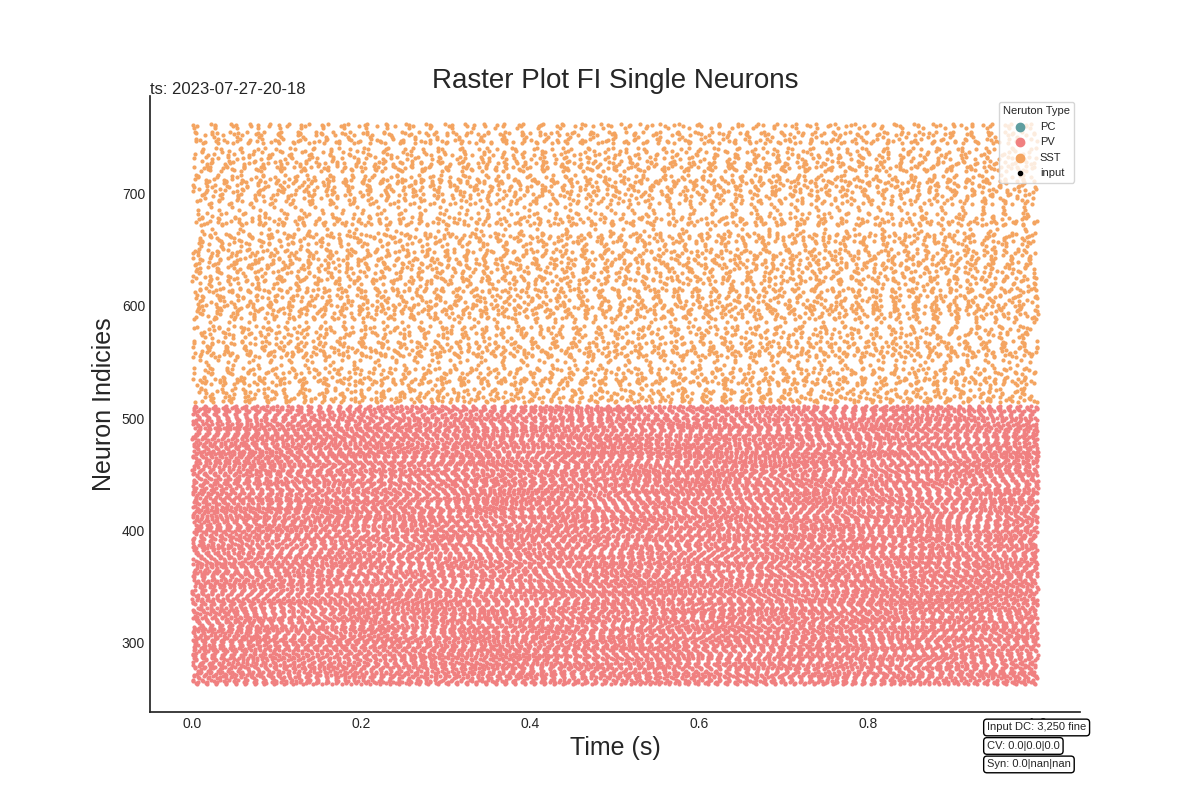 Raster Plot FI Single Neurons
ts: 2023-07-27-20-18
Neruton Type
PC
PV
SST
input
700
600
500
400
300
Neuron Indicies
0.0 0.2 0.4 0.6 0.8
Time (s)
Input DC: 3,250 fine
CV: 0.0|0.0|0.0
Syn: 0.0|nan|nan